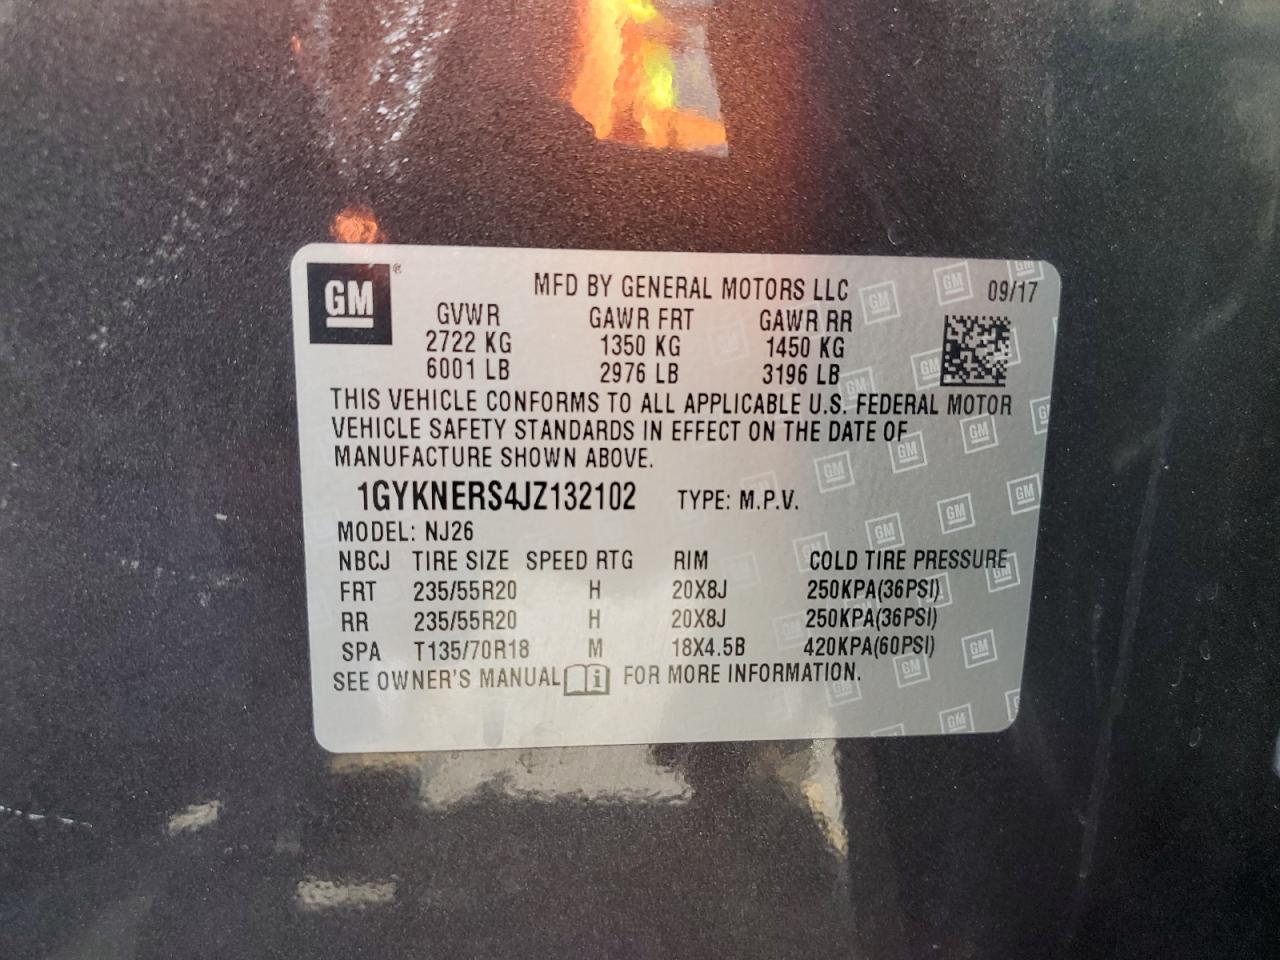 GM®
MFD BY GENERAL MOTORS LLC 09/17
GVWR GAWR FRT GAWR RR
2722 KG 1350 KG 1450 KG
6001 LB 2976 LB 3196 LB
THIS VEHICLE CONFORMS TO ALL APPLICABLE U.S. FEDERAL MOTOR
VEHICLE SAFETY STANDARDS IN EFFECT ON THE DATE OF
MANUFACTURE SHOWN ABOVE.
1GYKNERS4JZ132102 TYPE: M.P.V.
MODEL: NJ26
NBCJ TIRE SIZE SPEED RTG RIM COLD TIRE PRESSURE
FRT 235/55R20 H 20X8J 250KPA(36PSI)
RR 235/55R20 H 20X8J 250KPA(36PSI)
SPA T135/70R18 M 18X4.5B 420KPA(60PSI)
SEE OWNER'S MANUAL i FOR MORE INFORMATION.